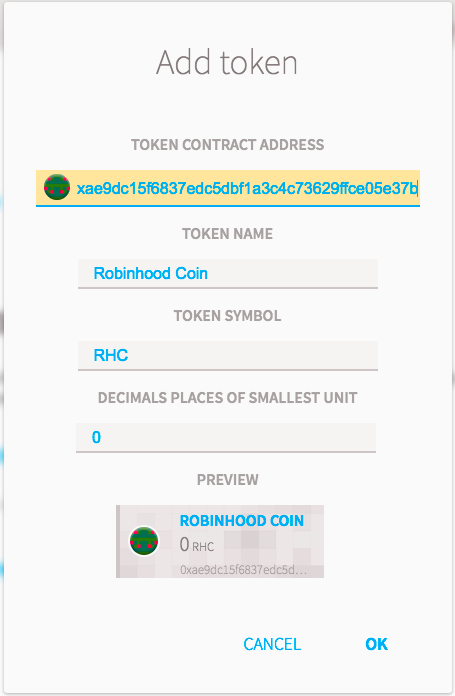 Add token
TOKEN CONTRACT ADDRESS
xae9dc15f6837edc5dbf1a3c4c73629ffce05e37b
TOKEN NAME
Robinhood Coin
TOKEN SYMBOL
RHC
DECIMALS PLACES OF SMALLEST UNIT
0
PREVIEW
ROBINHOOD COIN
0 RHC
0xae9dc15f6837edc5d...
CANCEL OK